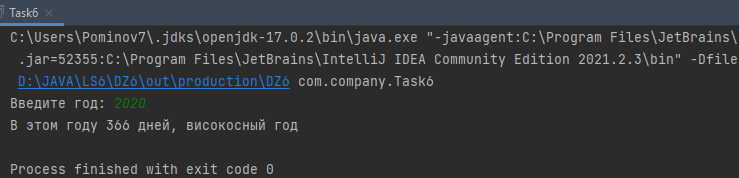 Task6 ×
C:\Users\Pominov7\.jdks\openjdk-17.0.2\bin\java.exe "-javaagent:C:\Program Files\JetBrains\
.jar=52355:C:\Program Files\JetBrains\IntelliJ IDEA Community Edition 2021.2.3\bin" -Dfile
D:\JAVA\LS6\DZ6\out\production\DZ6 com.company.Task6
Введите год: 2020
В этом году 366 дней, високосный год
Process finished with exit code 0